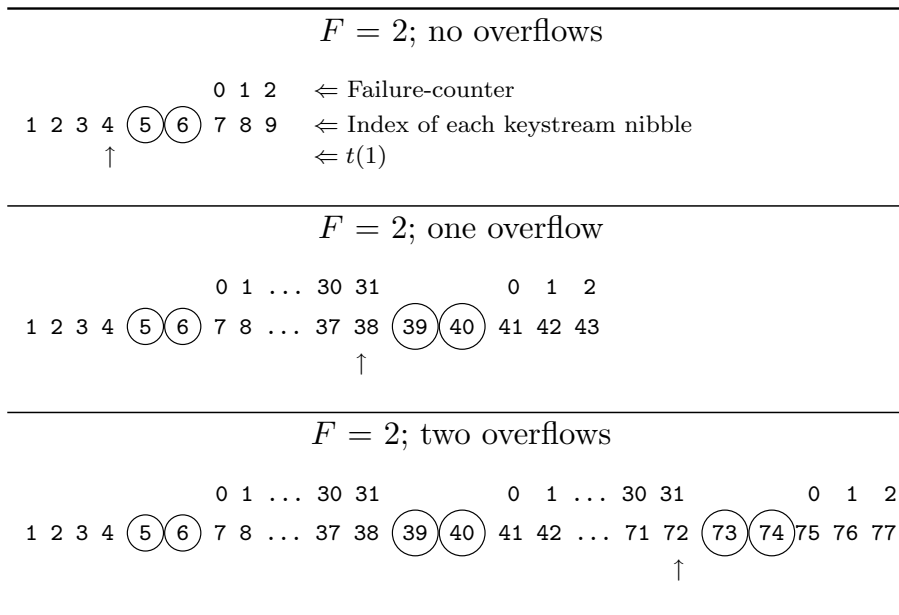 F = 2; no overflows
0 1 2 ⇐ Failure-counter
1 2 3 4 5 6 7 8 9 ⇐ Index of each keystream nibble
↑ ⇐ t(1)
F = 2; one overflow
0 1 ... 30 31 0 1 2
1 2 3 4 5 6 7 8 ... 37 38 39 40 41 42 43
↑
F = 2; two overflows
0 1 ... 30 31 0 1 ... 30 31 0 1 2
1 2 3 4 5 6 7 8 ... 37 38 39 40 41 42 ... 71 72 73 74 75 76 77
↑